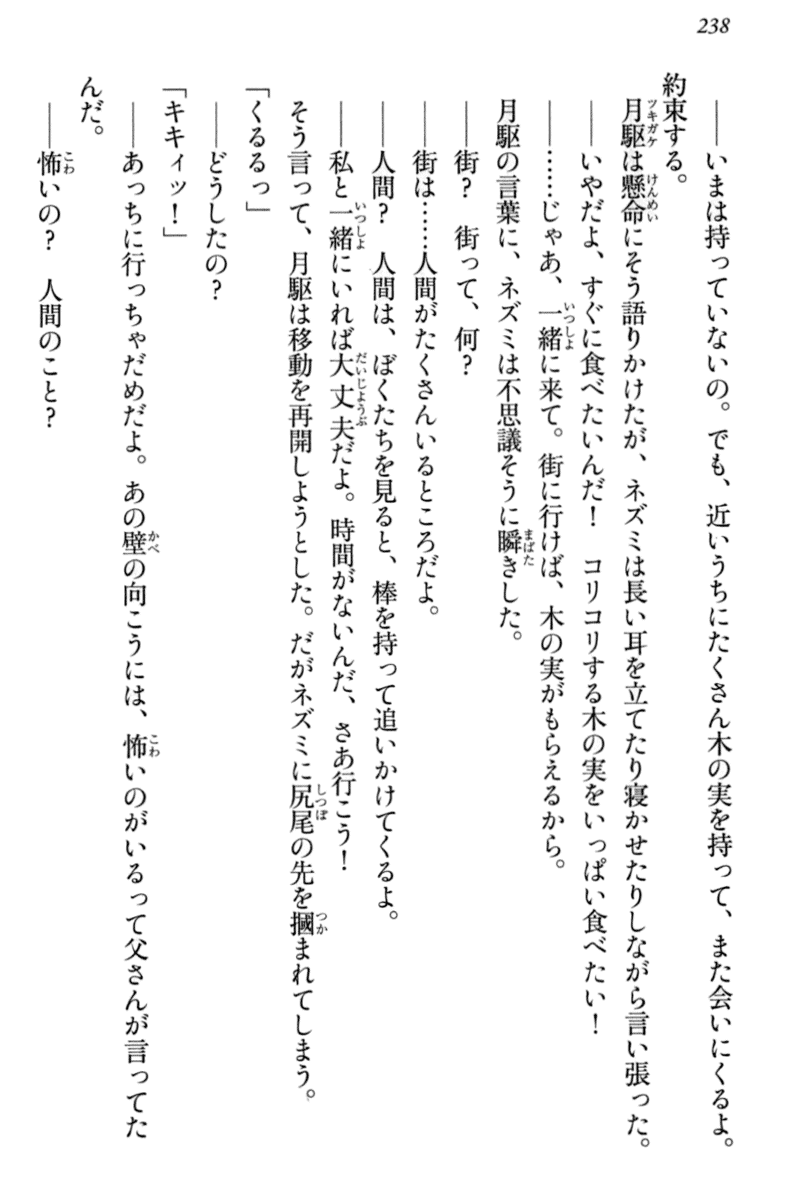 238
――いまは持っていないの。でも、近いうちにたくさん木の実を持って、また会いにくるよ。
約束する。
月駆は懸命にそう語りかけたが、ネズミは長い耳を立てたり寝かせたりしながら言い張った。
――いやだよ、すぐに食べたいんだ！　コリコリする木の実をいっぱい食べたい！
――……じゃあ、一緒に来て。街に行けば、木の実がもらえるから。
月駆の言葉に、ネズミは不思議そうに瞬きした。
――街？　街って、何？
――街は……人間がたくさんいるところだよ。
――人間？　人間は、ぼくたちを見ると、棒を持って追いかけてくるよ。
――私と一緒にいれば大丈夫だよ。時間がないんだ、さあ行こう！
そう言って、月駆は移動を再開しようとした。だがネズミに尻尾の先を摑まれてしまう。
「くるるっ」
――どうしたの？
「キキィッ！」
――あっちに行っちゃだめだよ。あの壁の向こうには、怖いのがいるって父さんが言ってた
んだ。
――怖いの？　人間のこと？